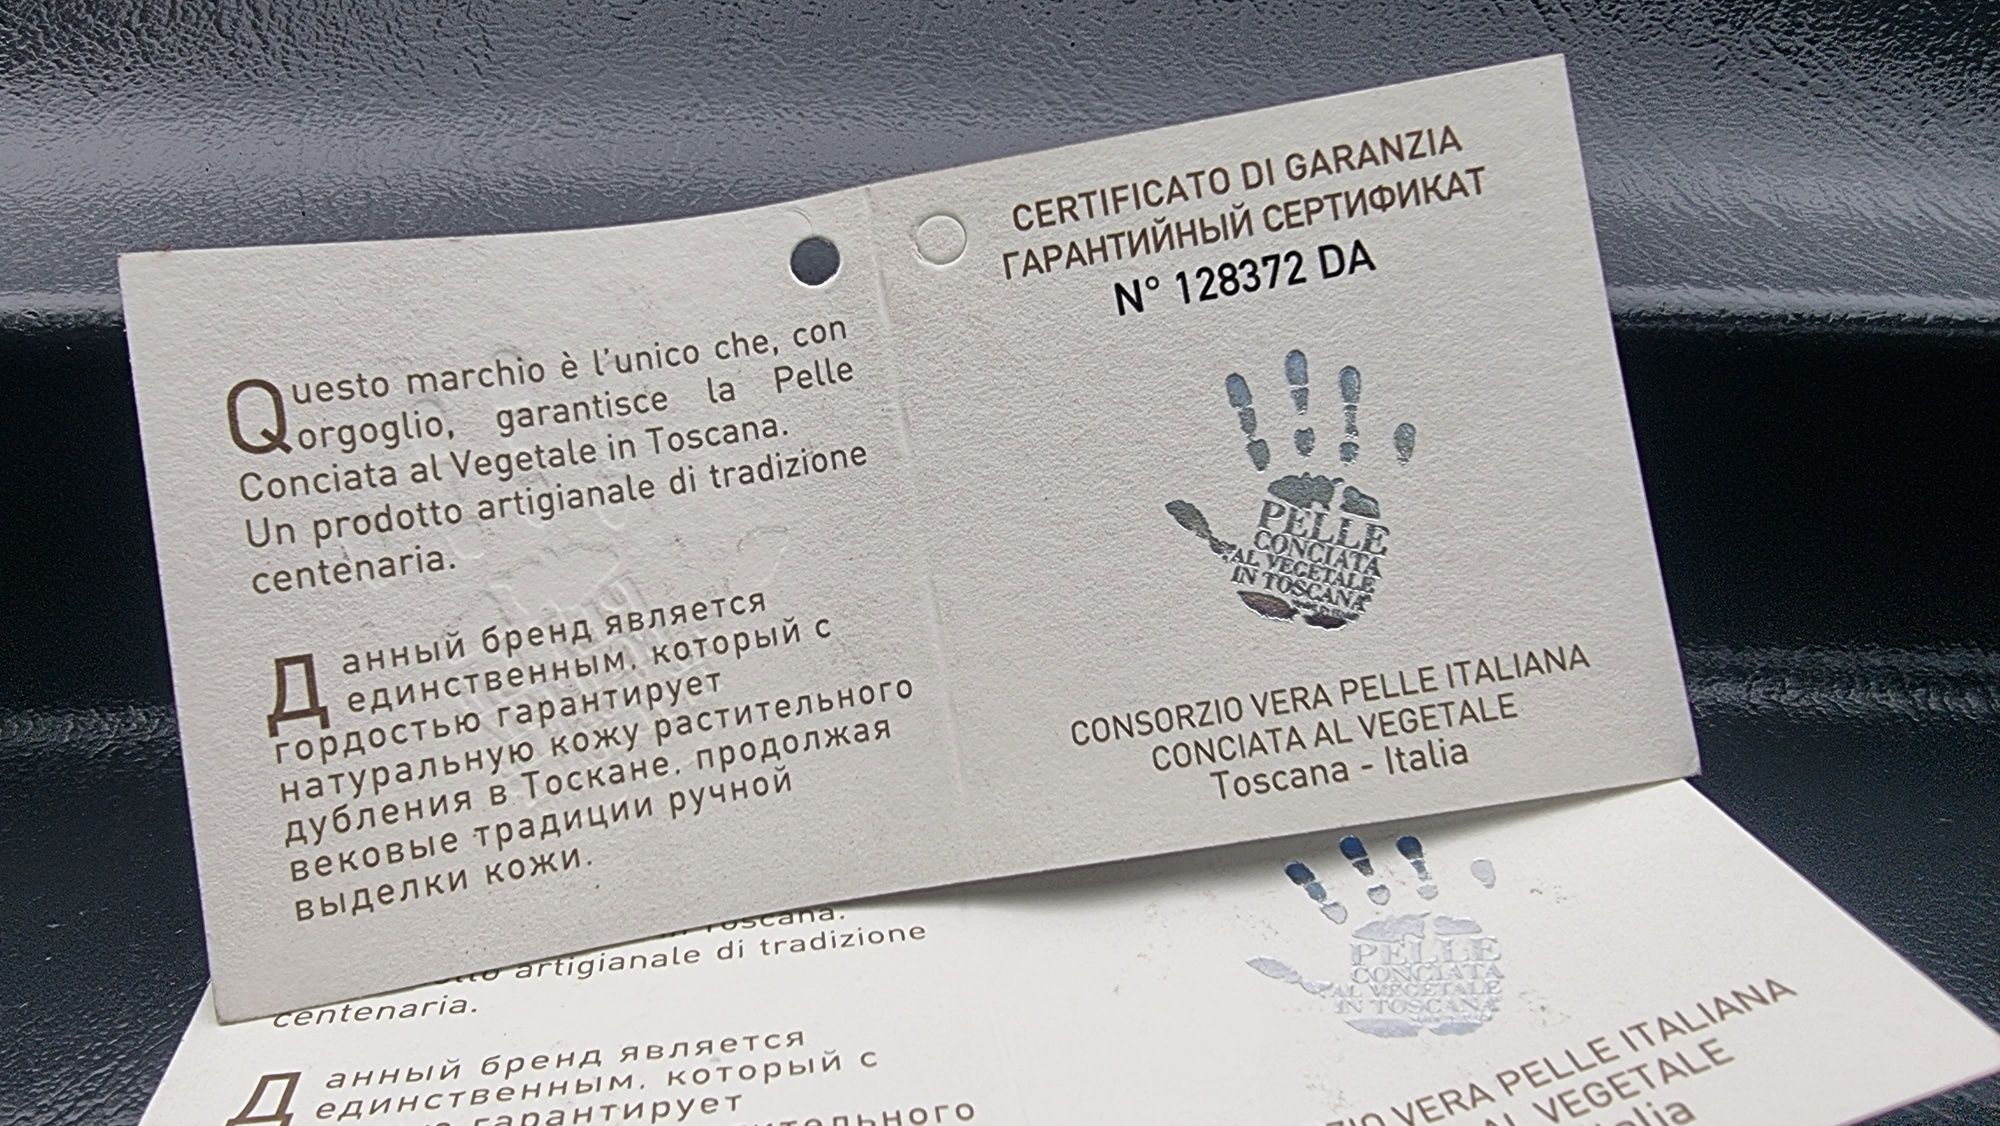 Questo marchio è l'unico che, con
orgoglio, garantisce la Pelle
Conciata al Vegetale in Toscana.
Un prodotto artigianale di tradizione
centenaria.
Данный бренд является
единственным, который с
гордостью гарантирует
натуральную кожу растительного
дубления в Тоскане, продолжая
вековые традиции ручной
выделки кожи.
CERTIFICATO DI GARANZIA
ГАРАНТИЙНЫЙ СЕРТИФИКАТ
N° 128372 DA
PELLE
CONCIATA
AL VEGETALE
IN TOSCANA
CONSORZIO VERA PELLE ITALIANA
CONCIATA AL VEGETALE
Toscana - Italia
Toscana.
artigianale di tradizione
centenaria.
Данный бренд является
единственным, который с
гарантирует
PELLE
CONCIATA
AL VEGETALE
IN TOSCANA
VERA PELLE ITALIANA
AL VEGETALE